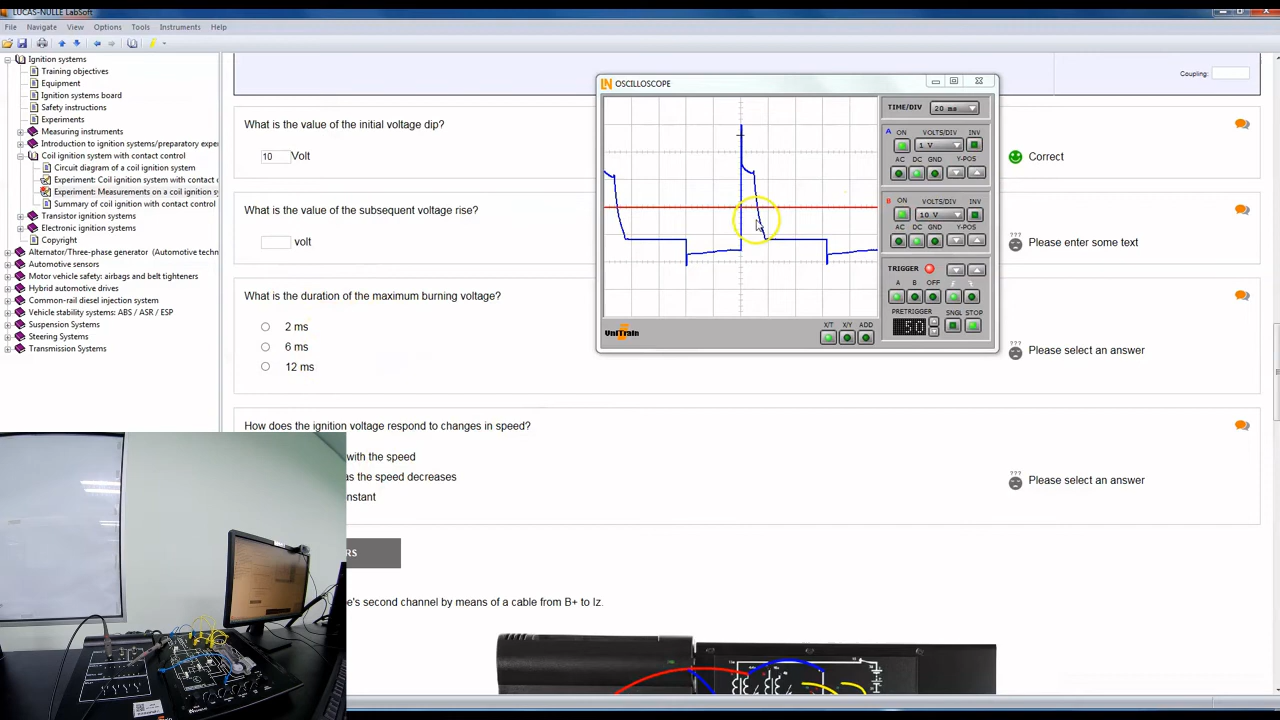 LUCAS-NULLE LabSoft
File Navigate View Options Tools Instruments Help
Ignition systems
Training objectives
Equipment
Ignition systems board
Safety instructions
Experiments
Measuring instruments
Introduction to ignition systems/preparatory exper
Coil ignition system with contact control
Circuit diagram of a coil ignition system
Experiment: Coil ignition system with contact c
Experiment: Measurements on a coil ignition sy
Summary of coil ignition with contact control
Transistor ignition systems
Electronic ignition systems
Copyright
Alternator/Three-phase generator (Automotive t
Automotive sensors
Motor vehicle safety: airbags and belt tighteners
Hybrid automotive drives
Common-rail diesel injection system
Vehicle stability systems: ABS / ASR / ESP
Suspension Systems
Steering Systems
Transmission Systems
Coupling:
What is the value of the initial voltage dip?
10 Volt
Correct
What is the value of the subsequent voltage rise?
volt
???
Please enter some text
What is the duration of the maximum burning voltage?
2 ms
6 ms
12 ms
???
Please select an answer
How does the ignition voltage respond to changes in speed?
with the speed
as the speed decreases
nstant
???
Please select an answer
RS
e's second channel by means of a cable from B+ to Iz.
LN OSCILLOSCOPE
TIME/DIV 20 ms
A ON VOLTS/DIV INV
1 V
AC DC GND Y-POS
B ON VOLTS/DIV INV
10 V
AC DC GND Y-POS
TRIGGER
A B OFF
PRETRIGGER
50 SNGL STOP
X/T X/Y ADD
UniTrain